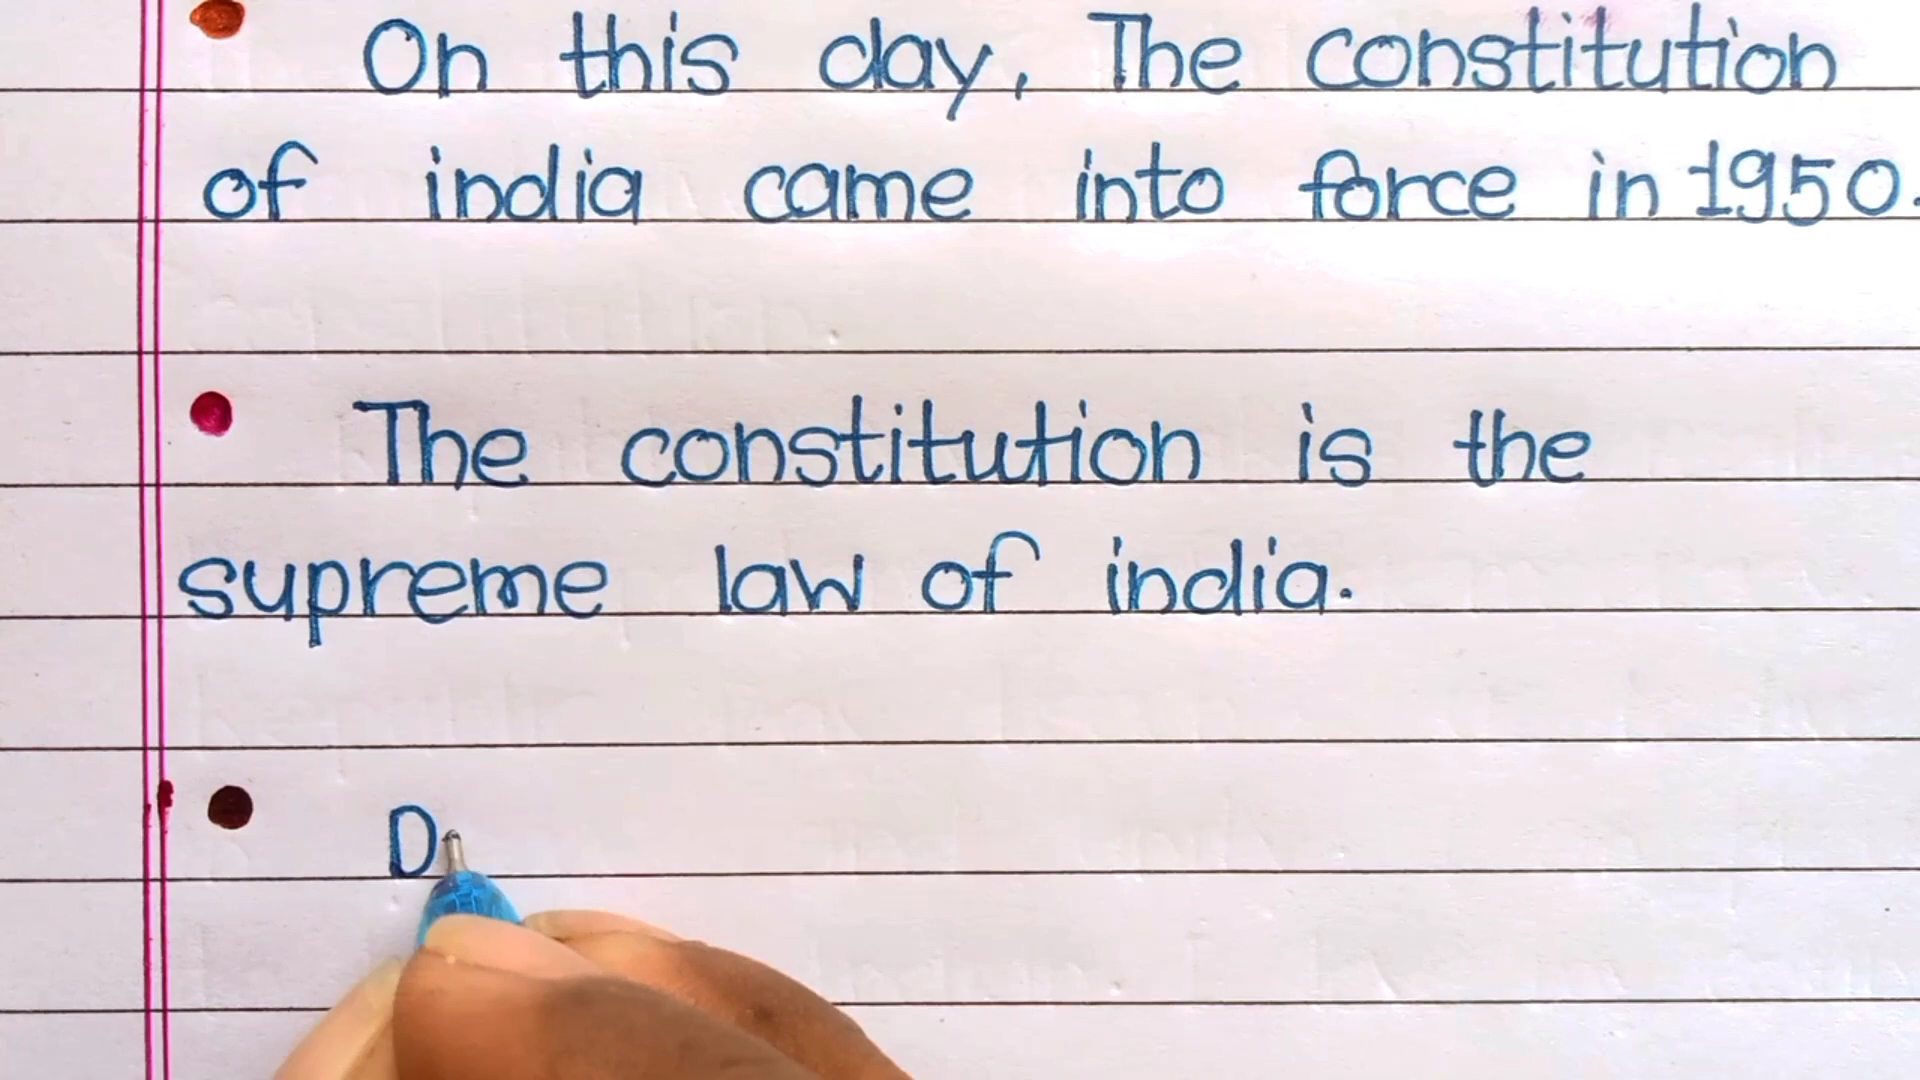 On this day, The constitution
of india came into force in 1950.
The constitution is the
supreme law of india.
D